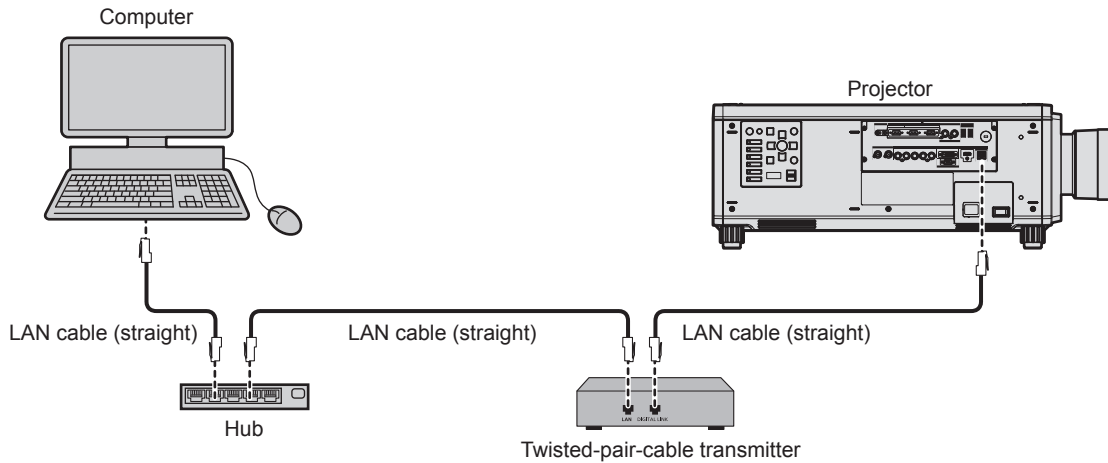 Computer
Projector
LAN cable (straight)
LAN cable (straight)
LAN cable (straight)
LAN
DIGITAL LINK
Hub
Twisted-pair-cable transmitter